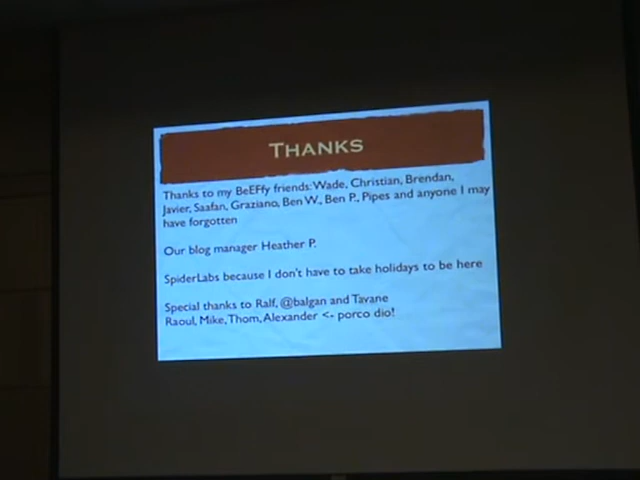 THANKS
Thanks to my BeEFfy friends: Wade, Christian, Brendan,
Javier, Saafan, Graziano, Ben W., Ben P., Pipes and anyone I may
have forgotten
Our blog manager Heather P.
SpiderLabs because I don't have to take holidays to be here
Special thanks to Ralf, @balgan and Tavane
Raoul, Mike, Thom, Alexander <- porco dio!